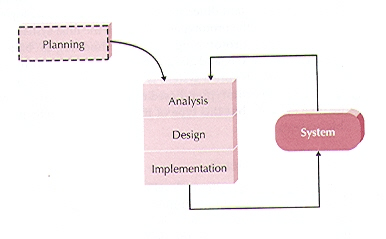 Planning
Analysis
Design
System
Implementation